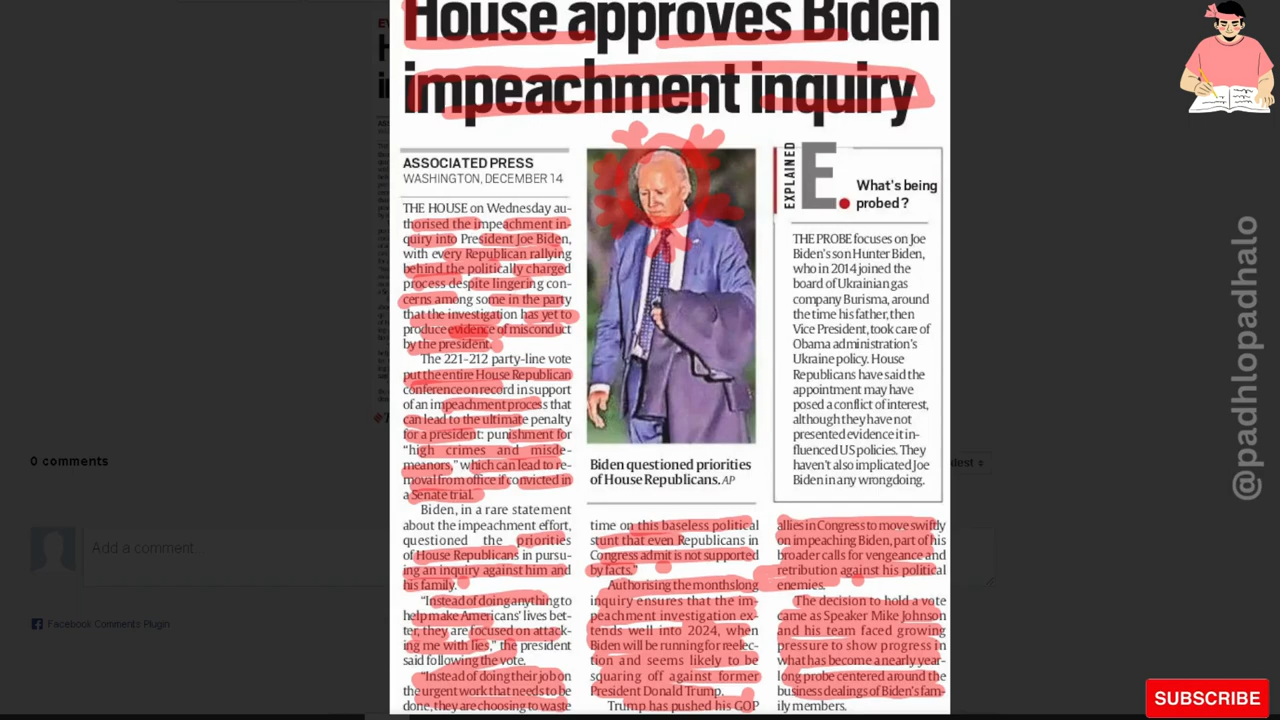 House approves Biden
impeachment inquiry
ASSOCIATED PRESS
WASHINGTON, DECEMBER 14
THE HOUSE on Wednesday au-
thorised the impeachment in-
quiry into President Joe Biden,
with every Republican rallying
behind the politically charged
process despite lingering con-
cerns among some in the party
that the investigation has yet to
produce evidence of misconduct
by the president.
The 221-212 party-line vote
put the entire House Republican
conference on record in support
of an impeachment process that
can lead to the ultimate penalty
for a president: punishment for
“high crimes and misde-
meanors,” which can lead to re-
moval from office if convicted in
a Senate trial.
Biden, in a rare statement
about the impeachment effort,
questioned the priorities
of House Republicans in pursu-
ing an inquiry against him and
his family.
“Instead of doing anything to
help make Americans' lives bet-
ter, they are focused on attack-
ing me with lies,” the president
said following the vote.
“Instead of doing their job on
the urgent work that needs to be
done, they are choosing to waste
Biden questioned priorities
of House Republicans. AP
time on this baseless political
stunt that even Republicans in
Congress admit is not supported
by facts.”
Authorising the monthslong
inquiry ensures that the im-
peachment investigation ex-
tends well into 2024, when
Biden will be running for reelec-
tion and seems likely to be
squaring off against former
President Donald Trump.
Trump has pushed his GOP
EXPLAINED
E.
What's being
probed?
THE PROBE focuses on Joe
Biden's son Hunter Biden,
who in 2014 joined the
board of Ukrainian gas
company Burisma, around
the time his father, then
Vice President, took care of
Obama administration's
Ukraine policy. House
Republicans have said the
appointment may have
posed a conflict of interest,
although they have not
presented evidence it in-
fluenced US policies. They
haven't also implicated Joe
Biden in any wrongdoing.
allies in Congress to move swiftly
on impeaching Biden, part of his
broader calls for vengeance and
retribution against his political
enemies.
The decision to hold a vote
came as Speaker Mike Johnson
and his team faced growing
pressure to show progress in
what has become a nearly year-
long probe centered around the
business dealings of Biden's fam-
ily members.
0 comments
Add a comment
Facebook Comments Plugin
@padhlopadhalo
SUBSCRIBE